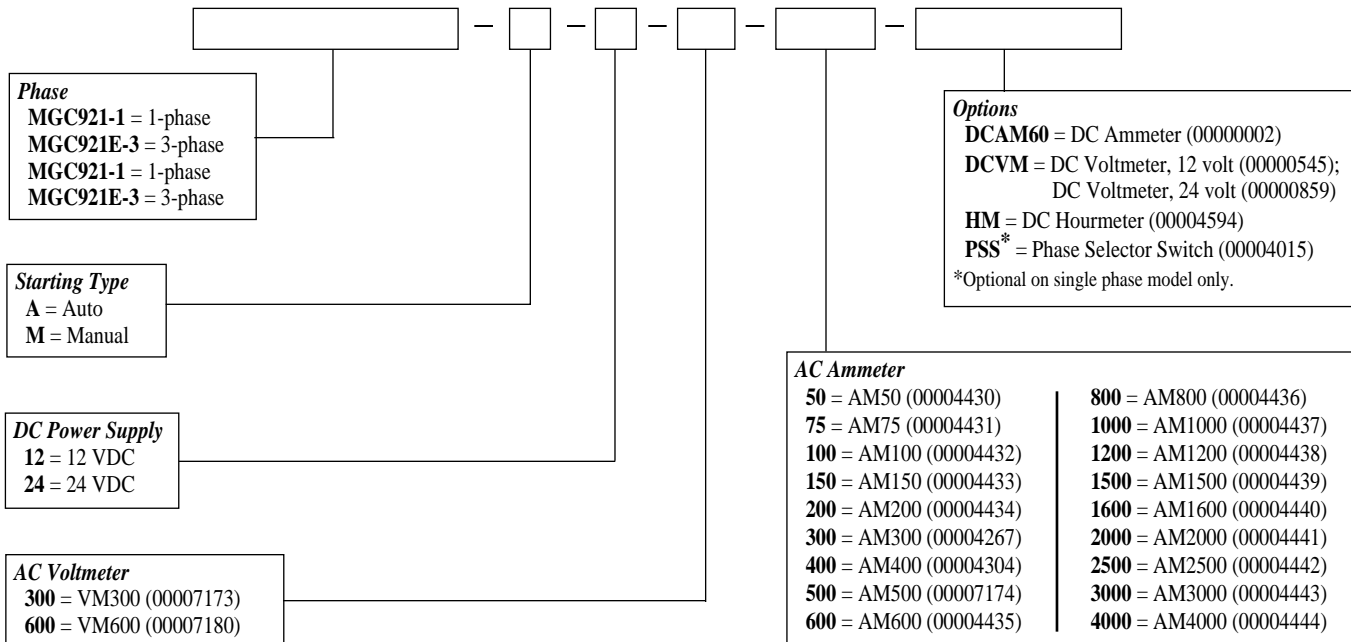 — — — — —
Phase
MGC921-1 = 1-phase
MGC921E-3 = 3-phase
MGC921-1 = 1-phase
MGC921E-3 = 3-phase
Options
DCAM60 = DC Ammeter (00000002)
DCVM = DC Voltmeter, 12 volt (00000545);
DC Voltmeter, 24 volt (00000859)
HM = DC Hourmeter (00004594)
PSS* = Phase Selector Switch (00004015)
*Optional on single phase model only.
Starting Type
A = Auto
M = Manual
DC Power Supply
12 = 12 VDC
24 = 24 VDC
AC Voltmeter
300 = VM300 (00007173)
600 = VM600 (00007180)
AC Ammeter
50 = AM50 (00004430)
75 = AM75 (00004431)
100 = AM100 (00004432)
150 = AM150 (00004433)
200 = AM200 (00004434)
300 = AM300 (00004267)
400 = AM400 (00004304)
500 = AM500 (00007174)
600 = AM600 (00004435)
800 = AM800 (00004436)
1000 = AM1000 (00004437)
1200 = AM1200 (00004438)
1500 = AM1500 (00004439)
1600 = AM1600 (00004440)
2000 = AM2000 (00004441)
2500 = AM2500 (00004442)
3000 = AM3000 (00004443)
4000 = AM4000 (00004444)